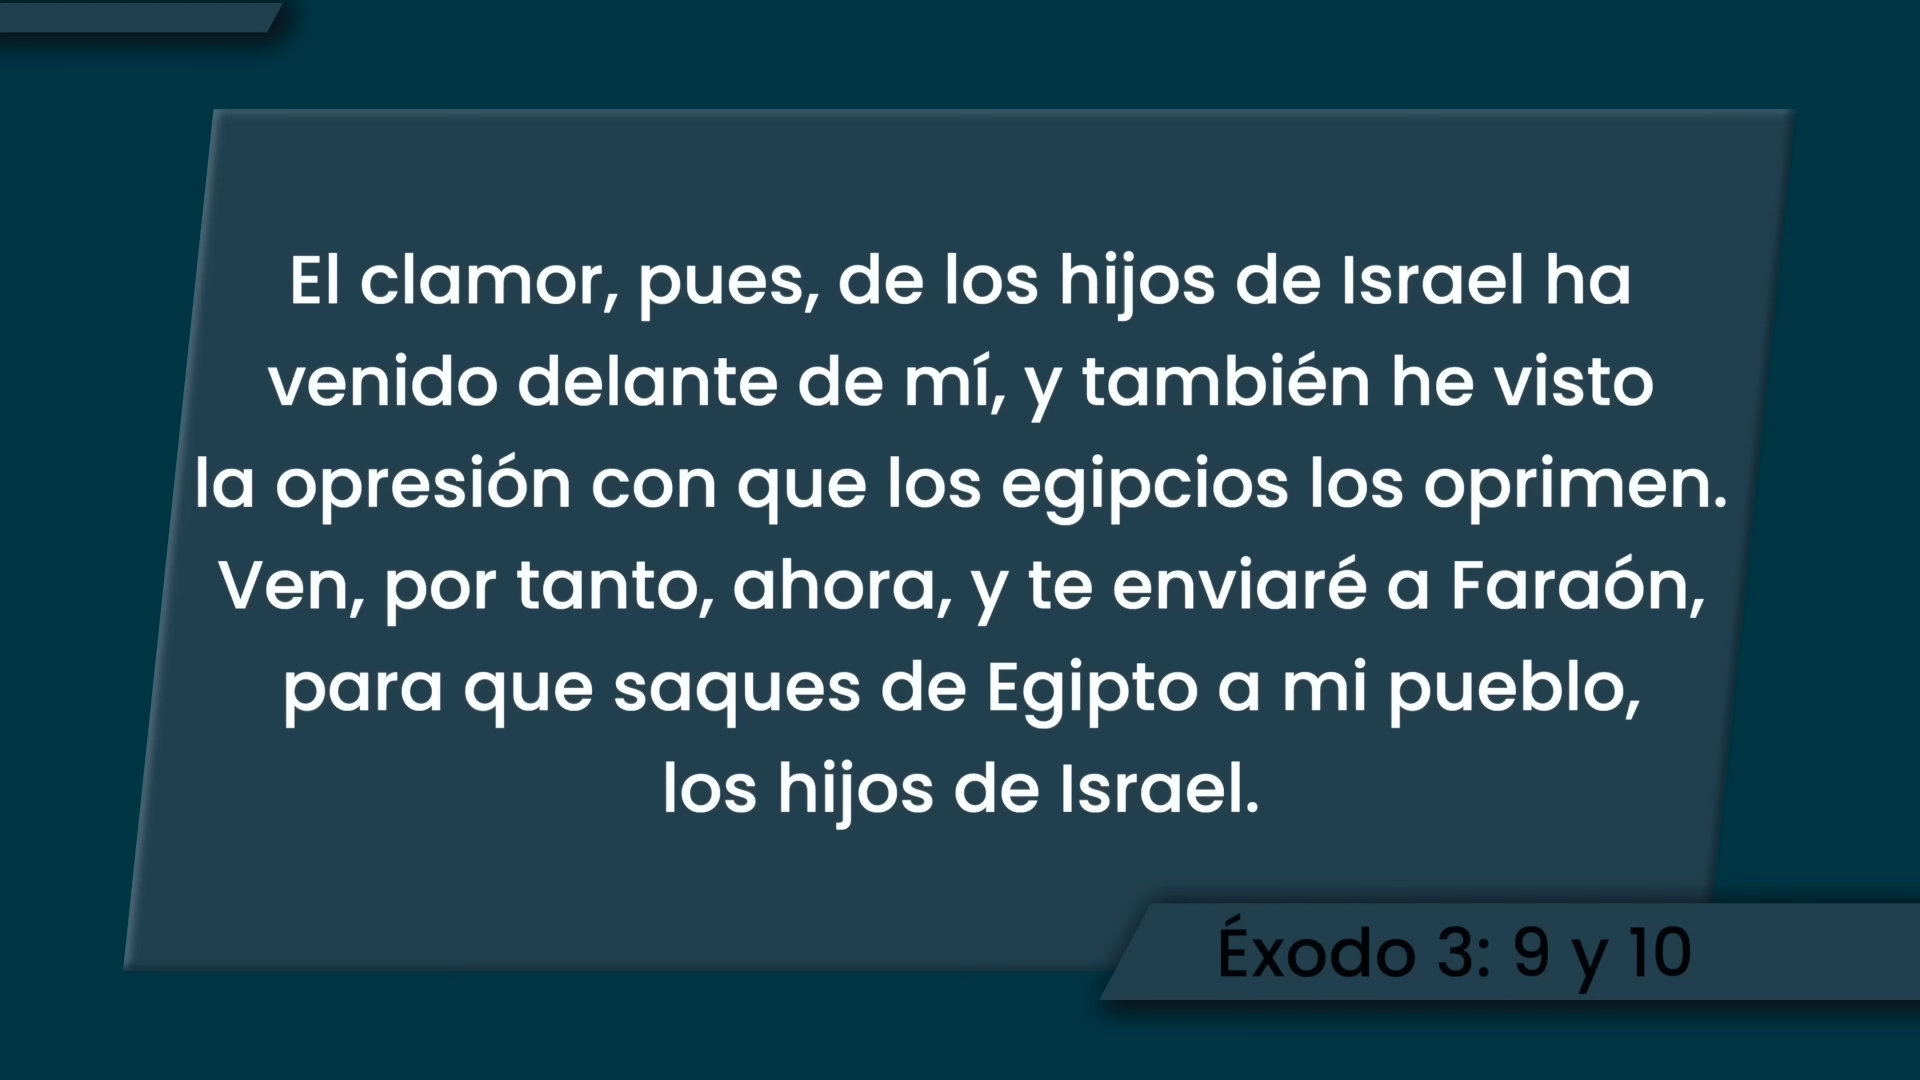 El clamor, pues, de los hijos de Israel ha
venido delante de mí, y también he visto
la opresión con que los egipcios los oprimen.
Ven, por tanto, ahora, y te enviaré a Faraón,
para que saques de Egipto a mi pueblo,
los hijos de Israel.
Éxodo 3: 9 y 10